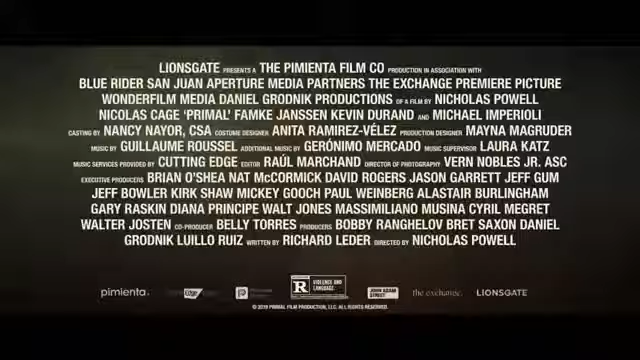 LIONSGATE PRESENTS A THE PIMIENTA FILM CO PRODUCTION IN ASSOCIATION WITH
BLUE RIDER SAN JUAN APERTURE MEDIA PARTNERS THE EXCHANGE PREMIERE PICTURE
WONDERFILM MEDIA DANIEL GRODNIK PRODUCTIONS OF A FILM BY NICHOLAS POWELL
NICOLAS CAGE ‘PRIMAL’ FAMKE JANSSEN KEVIN DURAND AND MICHAEL IMPERIOLI
CASTING BY NANCY NAYOR, CSA COSTUME DESIGNER ANITA RAMIREZ-VÉLEZ PRODUCTION DESIGNER MAYNA MAGRUDER
MUSIC BY GUILLAUME ROUSSEL ADDITIONAL MUSIC BY GERÓNIMO MERCADO MUSIC SUPERVISOR LAURA KATZ
MUSIC SERVICES PROVIDED BY CUTTING EDGE EDITOR RAÚL MARCHAND DIRECTOR OF PHOTOGRAPHY VERN NOBLES JR. ASC
EXECUTIVE PRODUCERS BRIAN O'SHEA NAT McCORMICK DAVID ROGERS JASON GARRETT JEFF GUM
JEFF BOWLER KIRK SHAW MICKEY GOOCH PAUL WEINBERG ALASTAIR BURLINGHAM
GARY RASKIN DIANA PRINCIPE WALT JONES MASSIMILIANO MUSINA CYRIL MEGRET
WALTER JOSTEN CO-PRODUCER BELLY TORRES PRODUCERS BOBBY RANGHELOV BRET SAXON DANIEL
GRODNIK LUILLO RUIZ WRITTEN BY RICHARD LEDER DIRECTED BY NICHOLAS POWELL
pimienta. R VIOLENCE AND LANGUAGE JOHN ADAM STREET the exchange. LIONSGATE
© 2019 PRIMAL FILM PRODUCTION, LLC. ALL RIGHTS RESERVED.